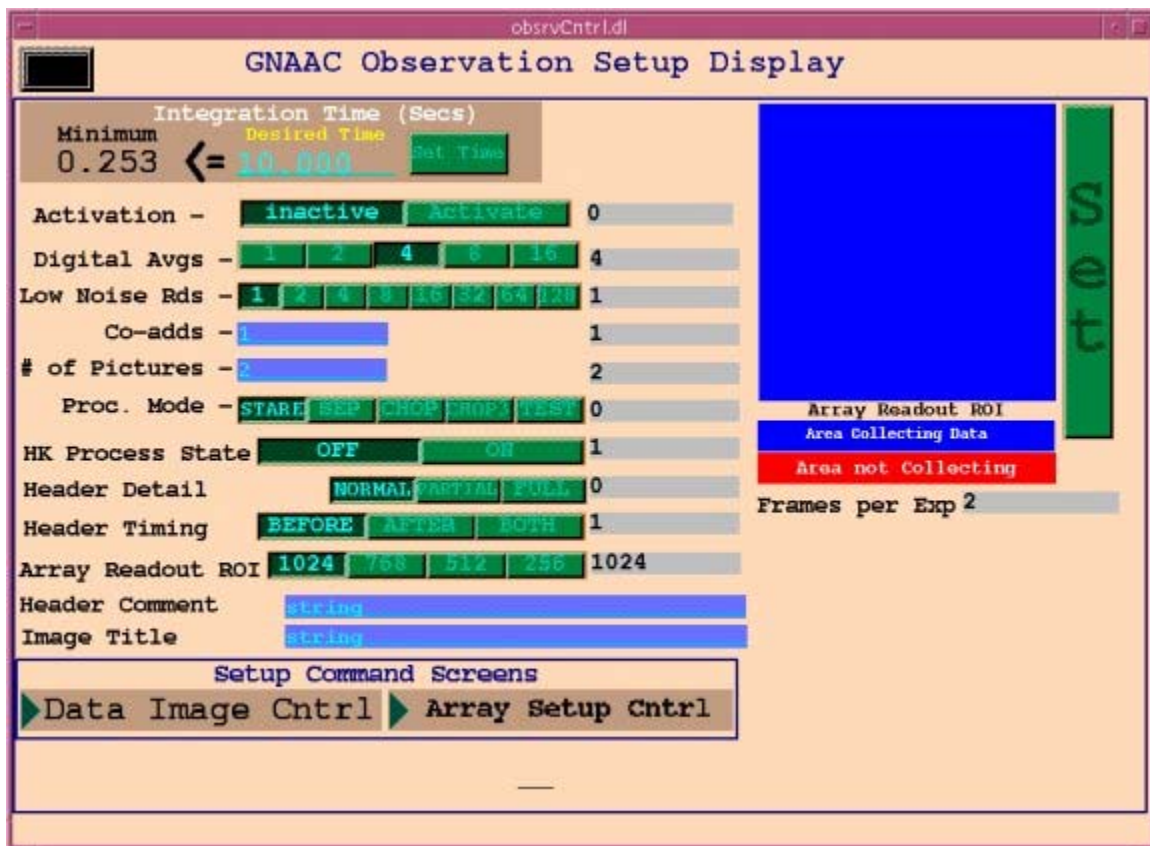 obsrvCntrl.dl
GNAAC Observation Setup Display
Integration Time (Secs)
Minimum Desired Time
0.253 <= 10.000 Set Time
Activation - inactive Activate 0
Digital Avgs - 1 2 4 8 16 4
Low Noise Rds - 1 2 4 8 16 32 64 128 1
Co-adds - 1 1
# of Pictures - 2 2
Proc. Mode - STARE SEP CHOP CHOP3 TEST 0
HK Process State OFF ON 1
Header Detail NORMAL PARTIAL FULL 0
Header Timing BEFORE AFTER BOTH 1
Array Readout ROI 1024 768 512 256 1024
Header Comment string
Image Title string
Setup Command Screens
Data Image Cntrl Array Setup Cntrl
Set
Array Readout ROI
Area Collecting Data
Area not Collecting
Frames per Exp 2